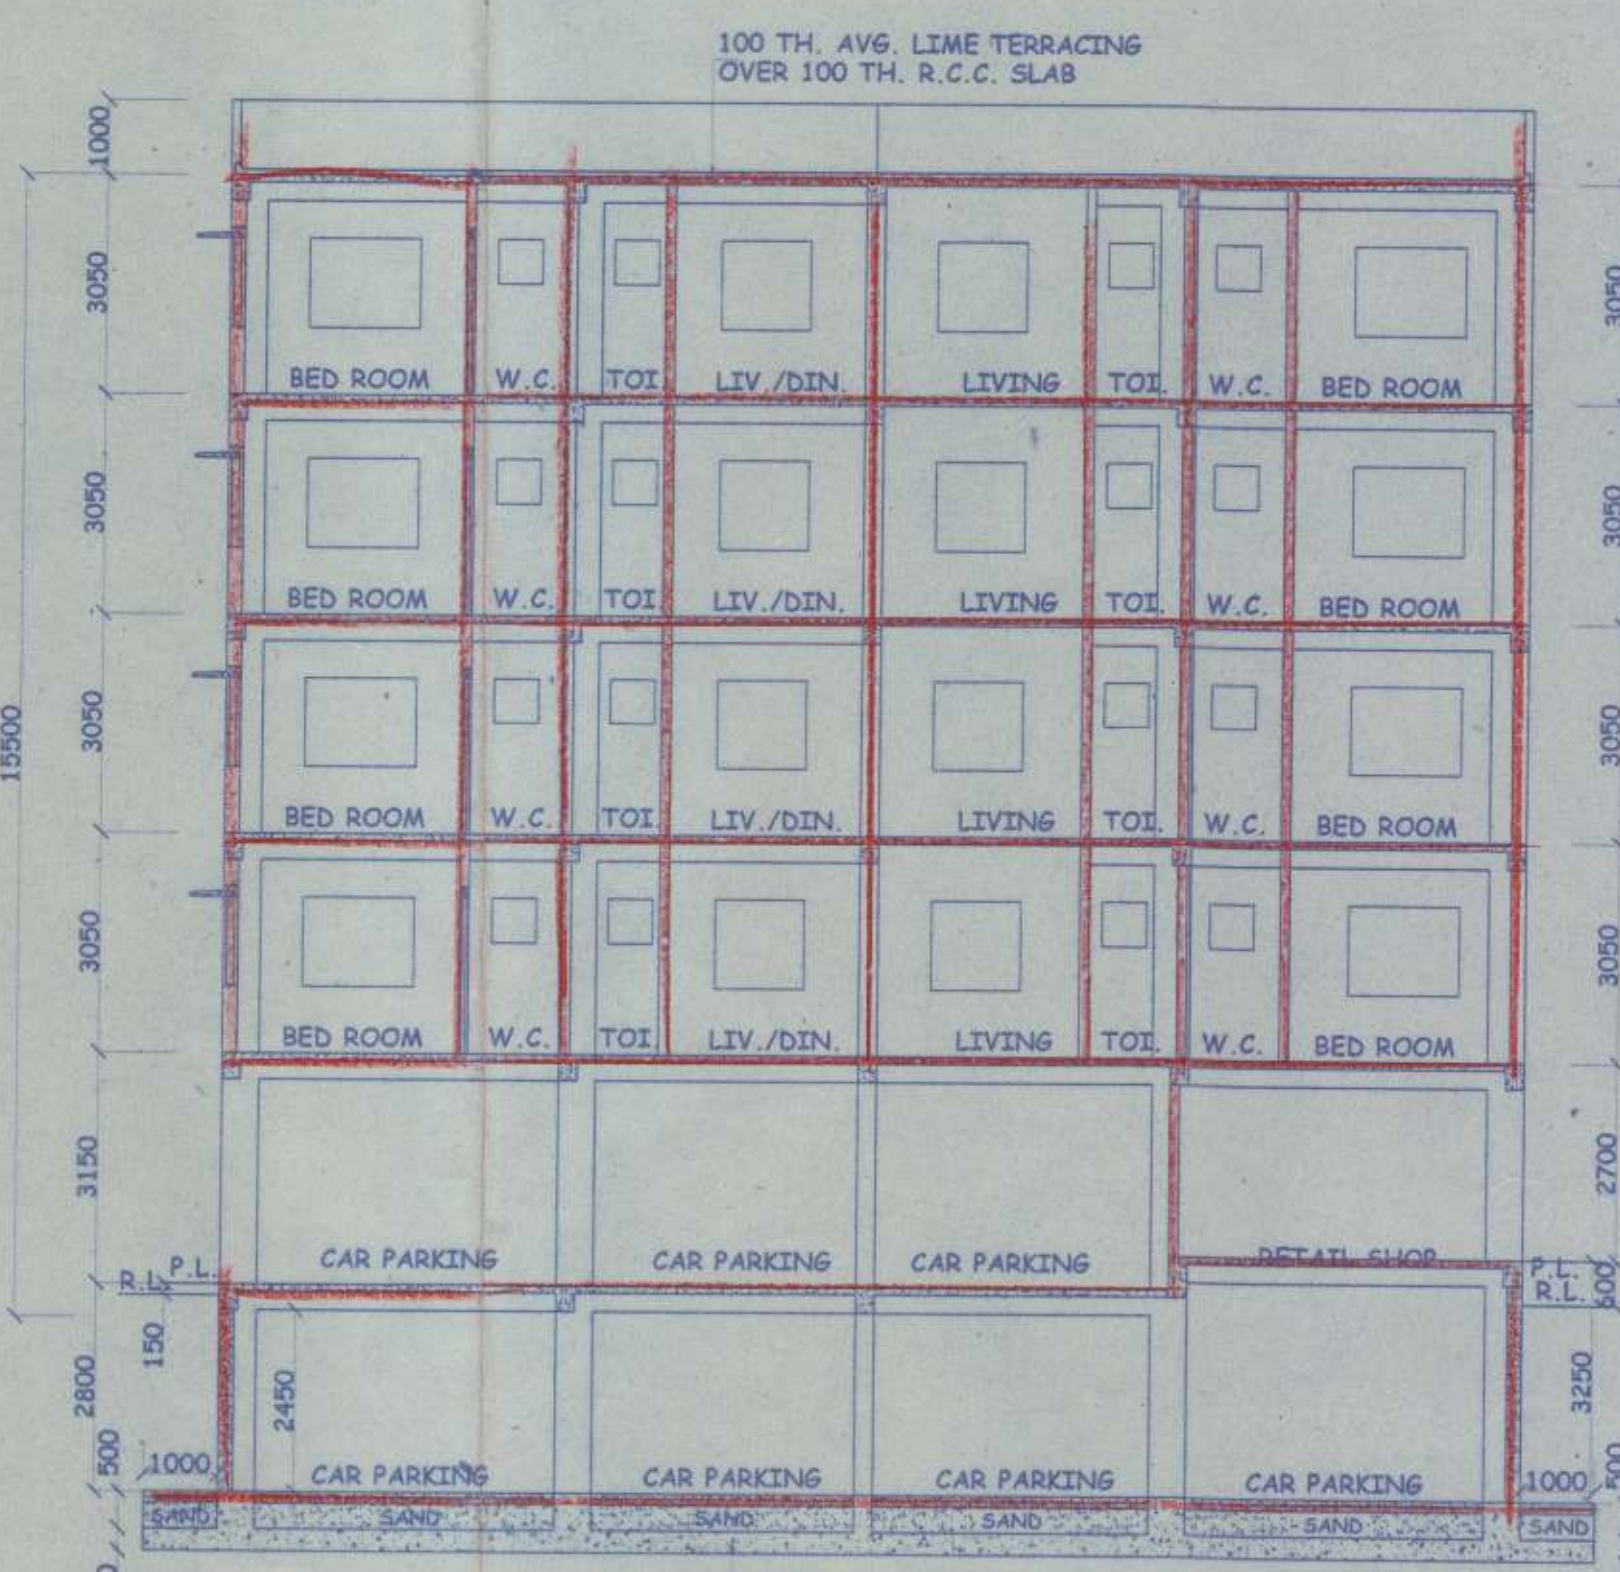 100 TH. AVG. LIME TERRACING
OVER 100 TH. R.C.C. SLAB
1000
15500
3050
BED ROOM W.C. TOI. LIV./DIN. LIVING TOI. W.C. BED ROOM
3050
3050
BED ROOM W.C. TOI. LIV./DIN. LIVING TOI. W.C. BED ROOM
3050
3050
BED ROOM W.C. TOI. LIV./DIN. LIVING TOI. W.C. BED ROOM
3050
3050
BED ROOM W.C. TOI. LIV./DIN. LIVING TOI. W.C. BED ROOM
3050
3150
CAR PARKING CAR PARKING CAR PARKING RETAIL SHOP
2700
R.L. P.L.
P.L.
R.L.
600
150
2800
2450
3250
500
1000
CAR PARKING CAR PARKING CAR PARKING CAR PARKING
1000
500
SAND SAND SAND SAND SAND SAND